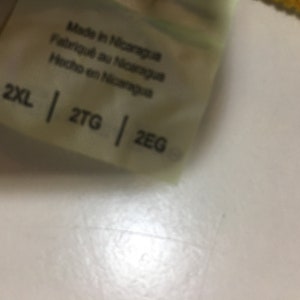 Made in Nicaragua
Fabriqué au Nicaragua
Hecho en Nicaragua
2XL | 2TG | 2EG